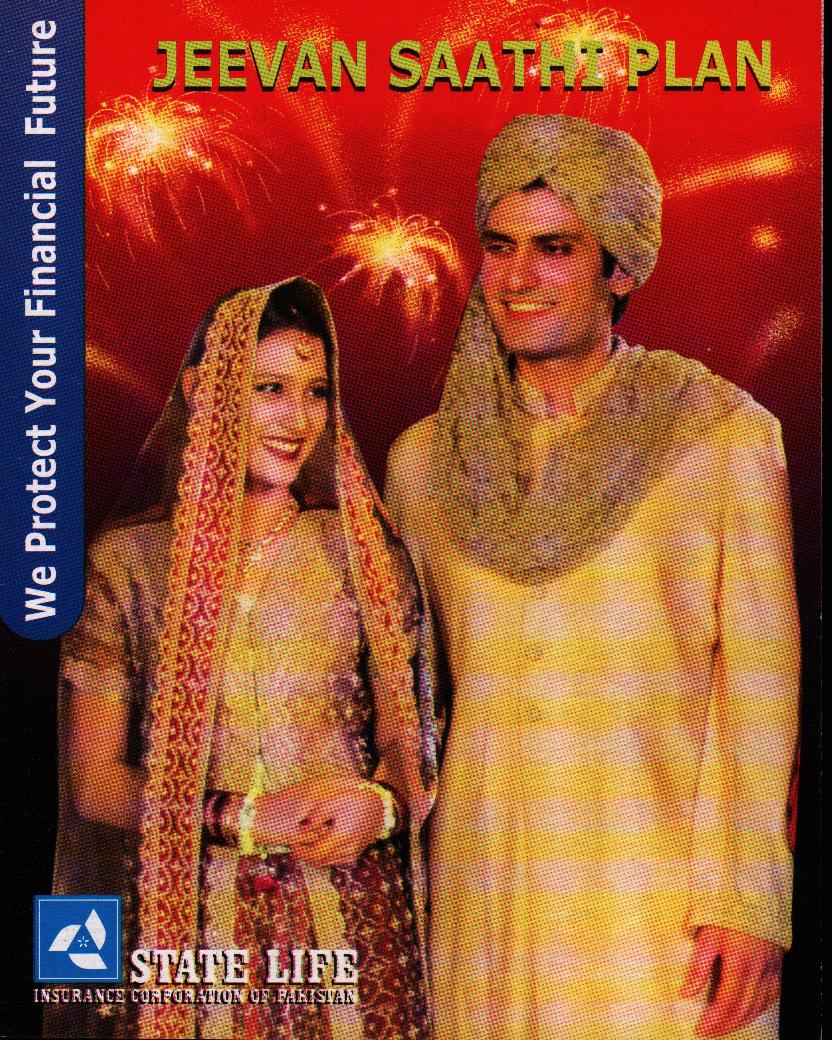 JEEVAN SAATHI PLAN
We Protect Your Financial Future
STATE LIFE
INSURANCE CORPORATION OF PAKISTAN